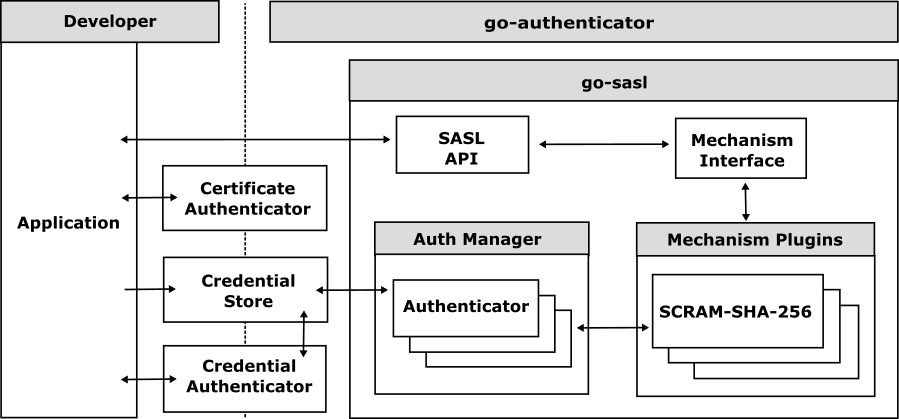 Developer
go-authenticator
go-sasl
SASL
API
Mechanism
Interface
Certificate
Authenticator
Application
Auth Manager
Mechanism Plugins
Credential
Store
Authenticator
SCRAM-SHA-256
Credential
Authenticator